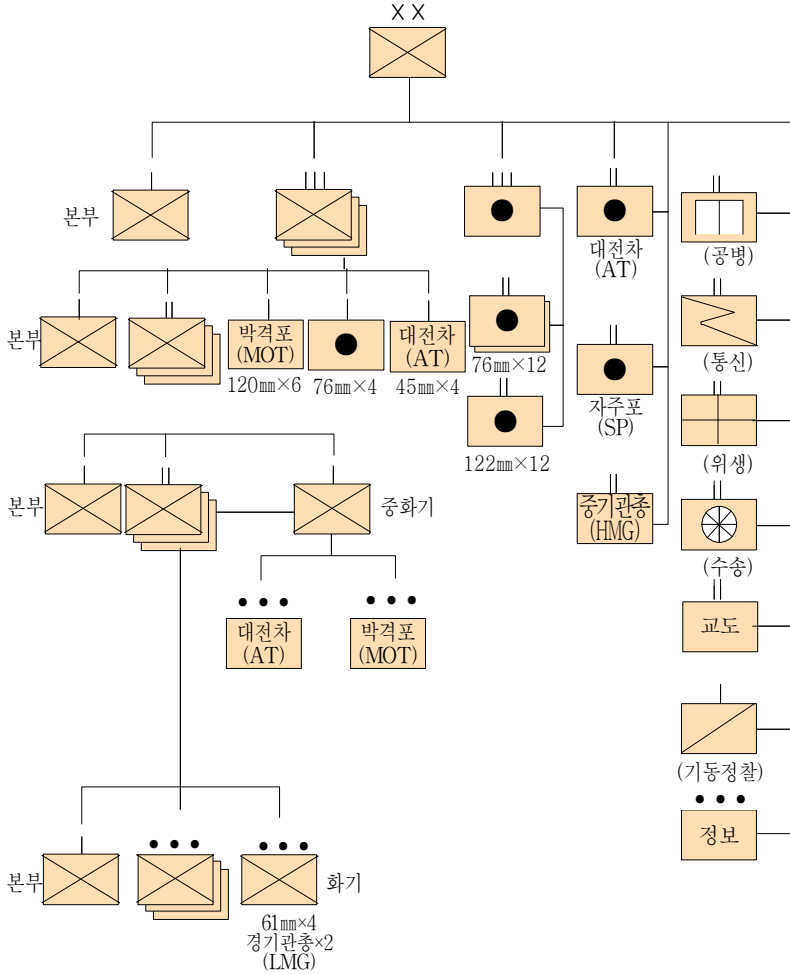 X X
본부
대전차
(AT)
(공병)
본부
박격포
(MOT)
120㎜×6
76㎜×4
대전차
(AT)
45㎜×4
76㎜×12
122㎜×12
자주포
(SP)
(통신)
(위생)
본부
중화기
중기관총
(HMG)
(수송)
대전차
(AT)
박격포
(MOT)
교도
(기동정찰)
정보
본부
화기
61㎜×4
경기관총×2
(LMG)